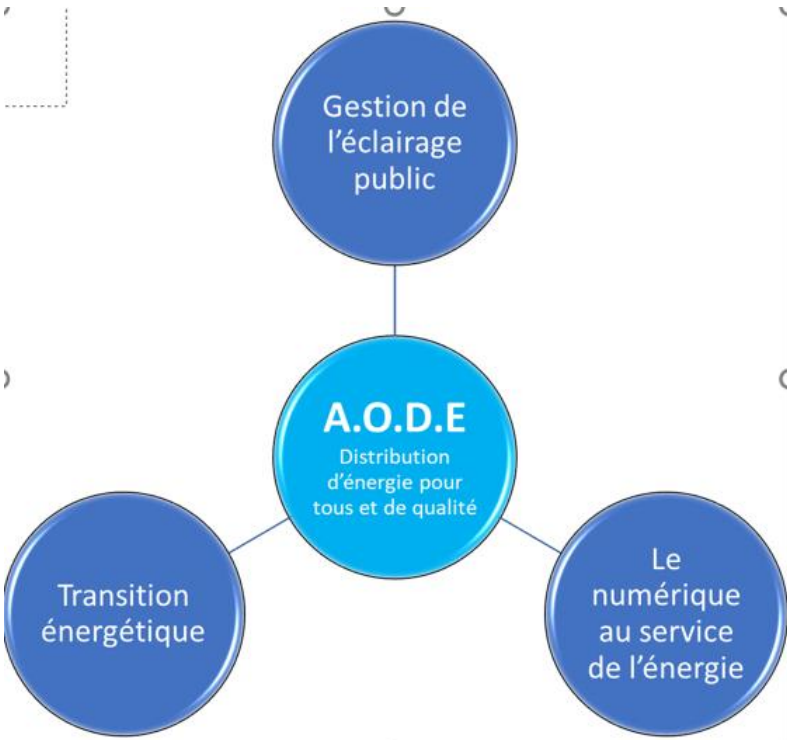 Gestion de
l’éclairage
public
A.O.D.E
Distribution
d’énergie pour
tous et de qualité
Transition
énergétique
Le
numérique
au service
de l’énergie